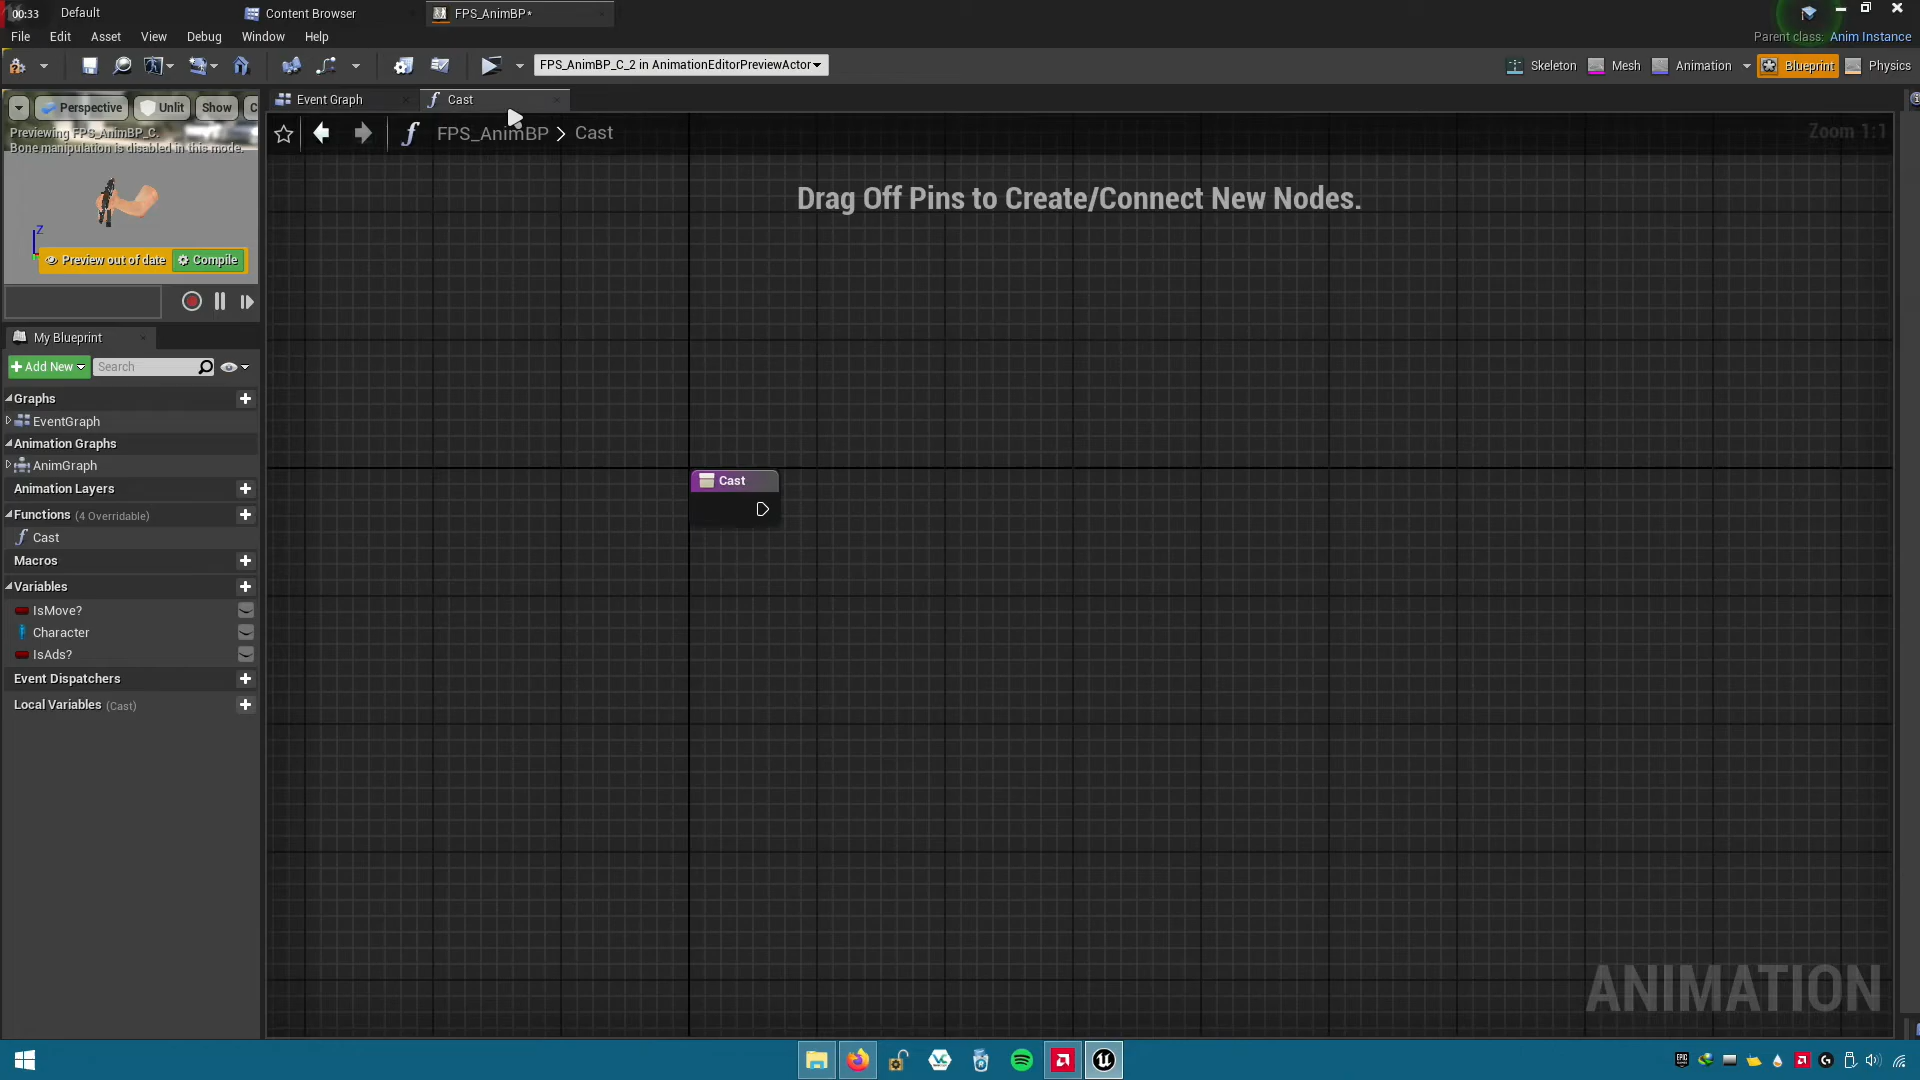 00:33
Default
Content Browser
FPS_AnimBP*
File
Edit
Asset
View
Debug
Window
Help
Parent class:
Anim Instance
FPS_AnimBP_C_2 in AnimationEditorPreviewActor
Skeleton
Mesh
Animation
Blueprint
Physics
Event Graph
Cast
Perspective
Unlit
Show
C
FPS_AnimBP
Cast
Zoom 1:1
Previewing FPS_AnimBP_C.
Bone manipulation is disabled in this mode.
Drag Off Pins to Create/Connect New Nodes.
Z
Preview out of date
Compile
My Blueprint
Add New
Search
Graphs
EventGraph
Animation Graphs
AnimGraph
Animation Layers
Functions (4 Overridable)
Cast
Macros
Variables
IsMove?
Character
IsAds?
Event Dispatchers
Local Variables (Cast)
Cast
ANIMATION